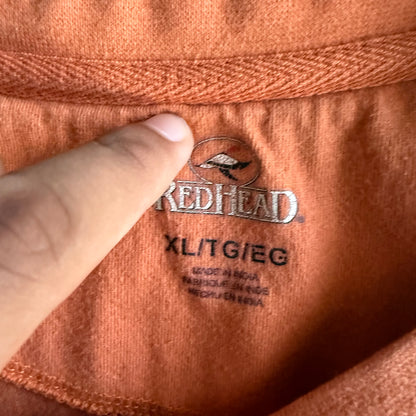 REDHEAD
XL/TG/EG
MADE IN INDIA
FABRIQUÉ EN INDE
HECHO EN INDIA